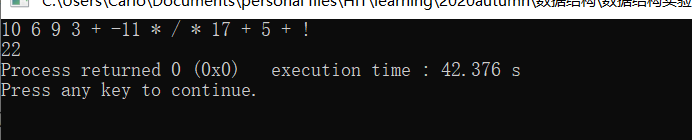 C:\Users\Carlo\Documents\personal files\HIT\learning\2020autumn\数据结构\数据结构实验
10 6 9 3 + -11 * / * 17 + 5 + !
22
Process returned 0 (0x0)   execution time : 42.376 s
Press any key to continue.